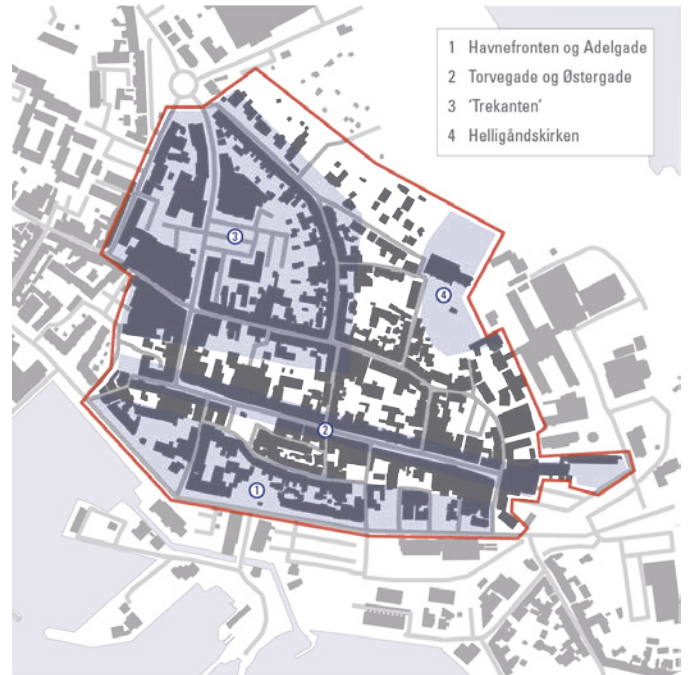 1 Havnefronten og Adelgade
2 Torvegade og Østergade
3 'Trekanten'
4 Helligåndskirken
3
4
2
1